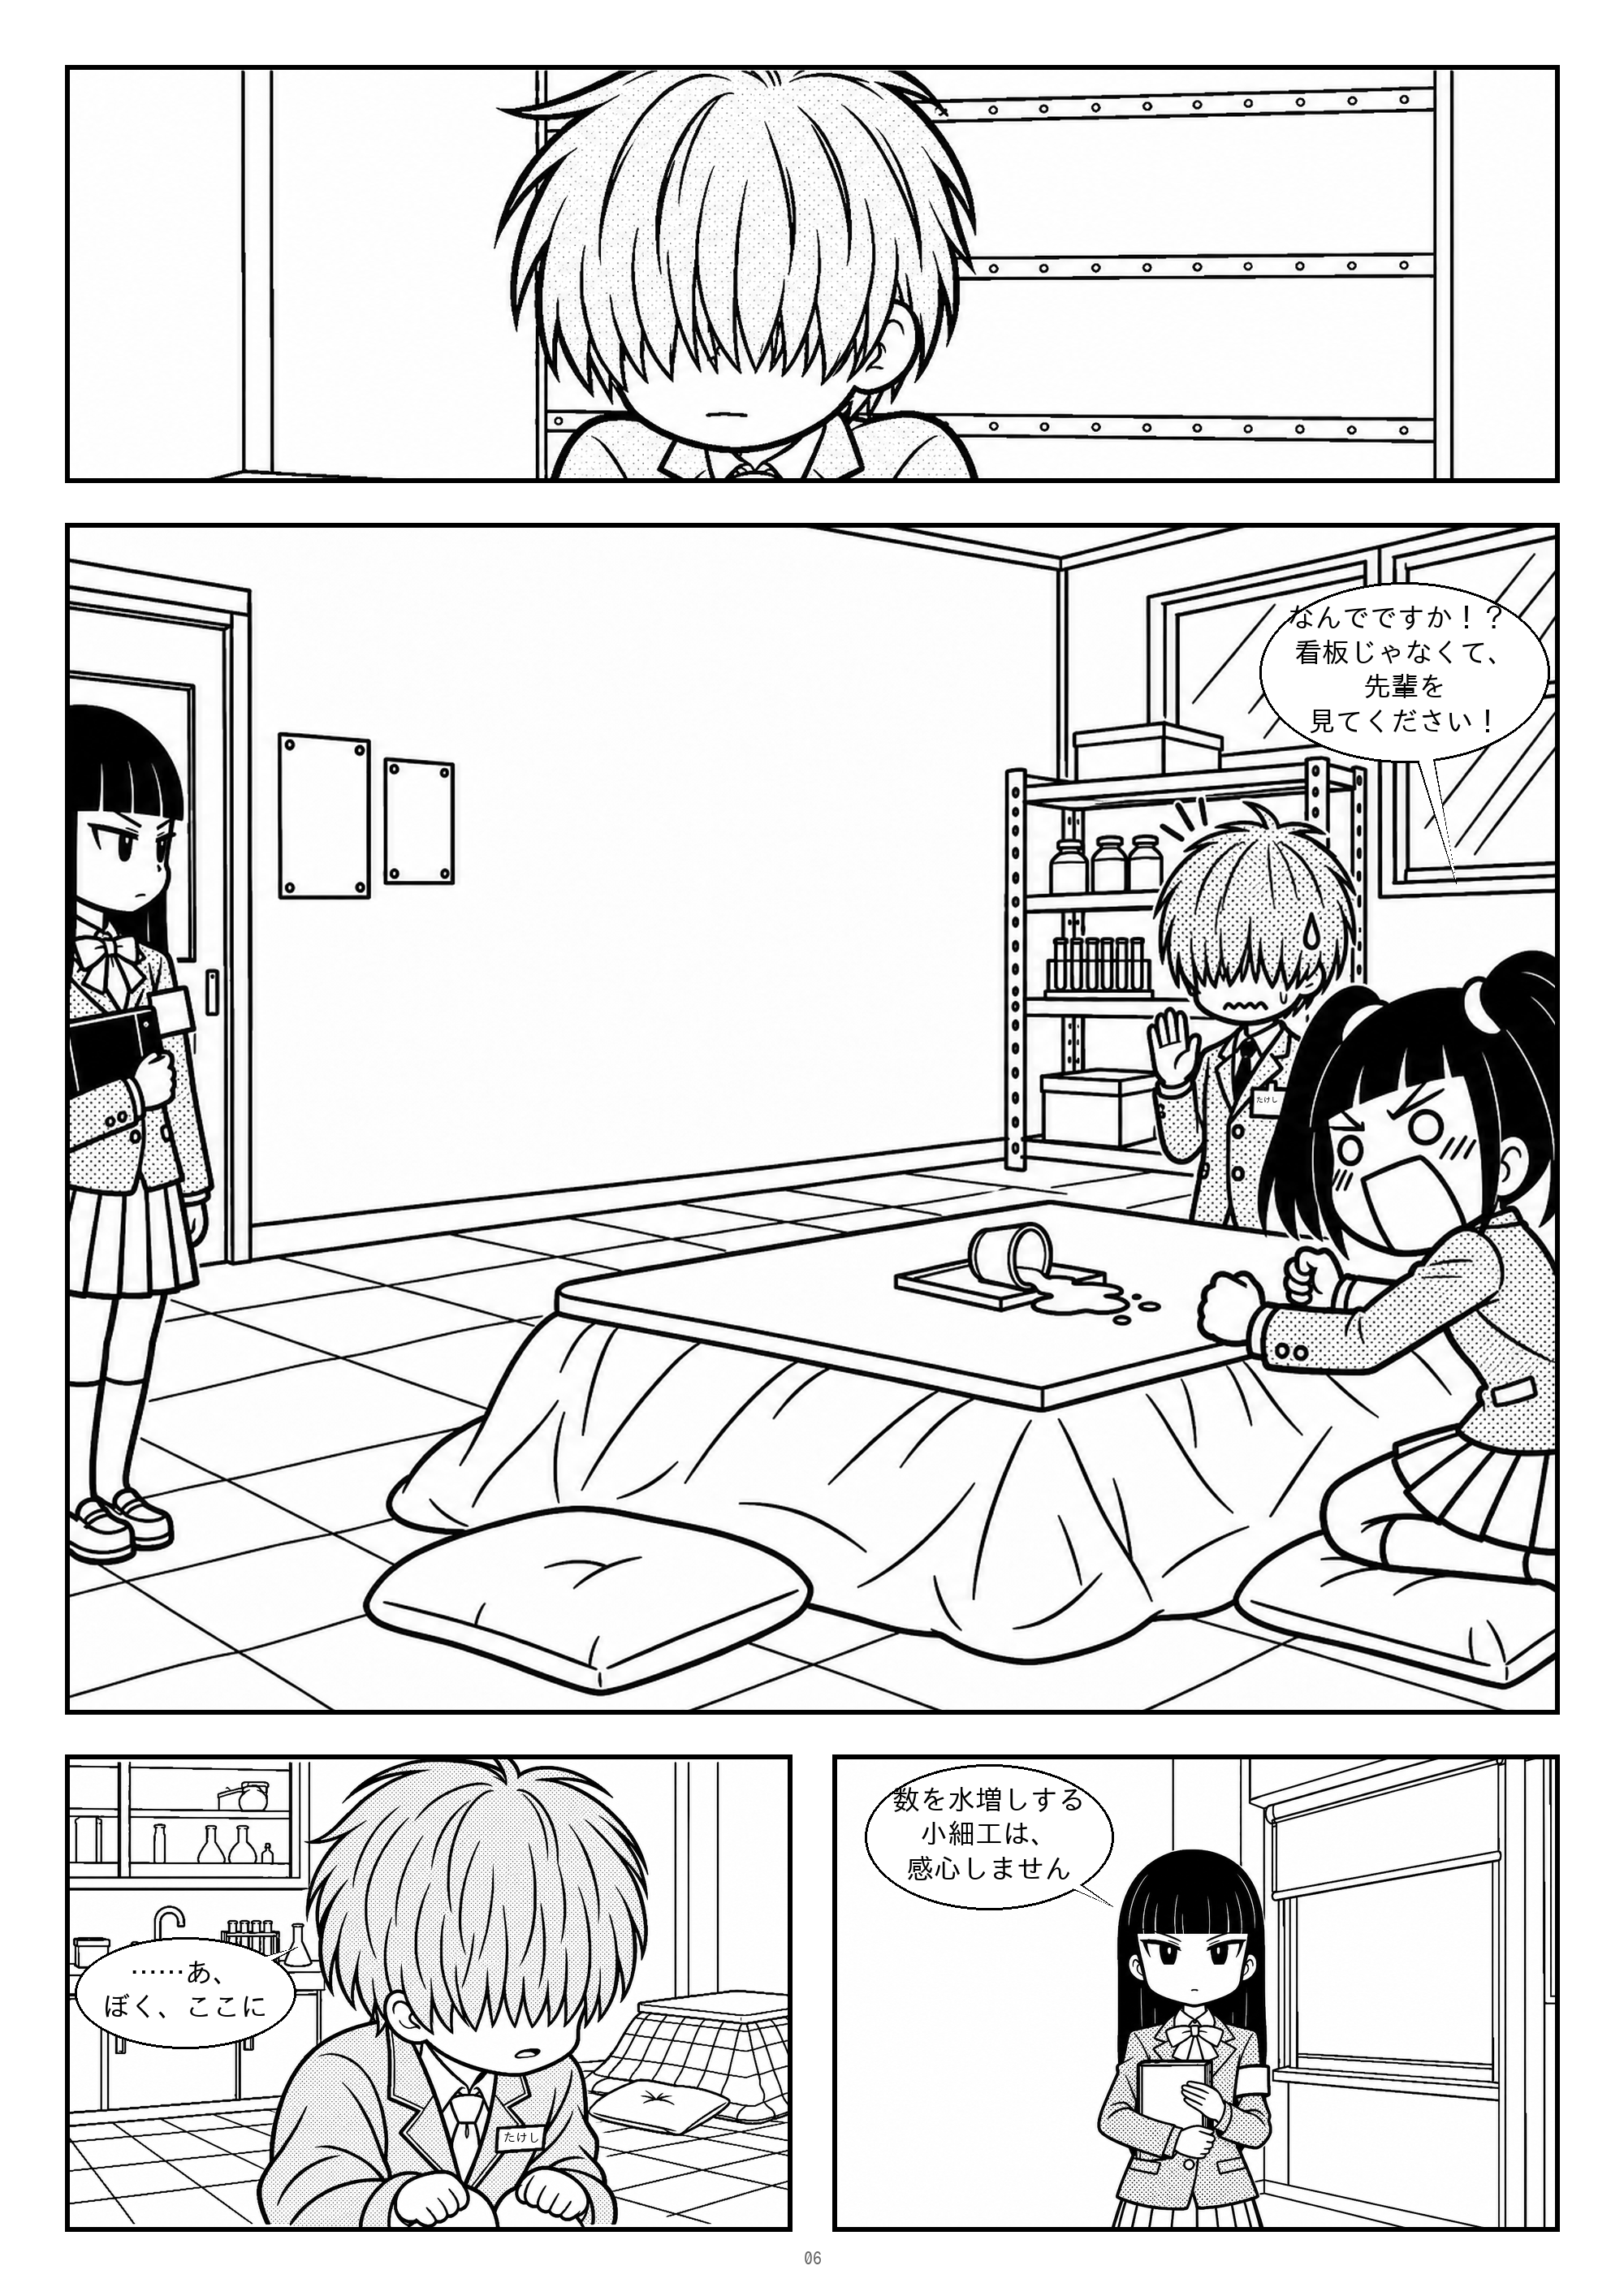 なんでですか！？
看板じゃなくて、
先輩を
見てください！
たけし
数を水増しする
小細工は、
感心しません
……あ、
ぼく、ここに
たけし
06